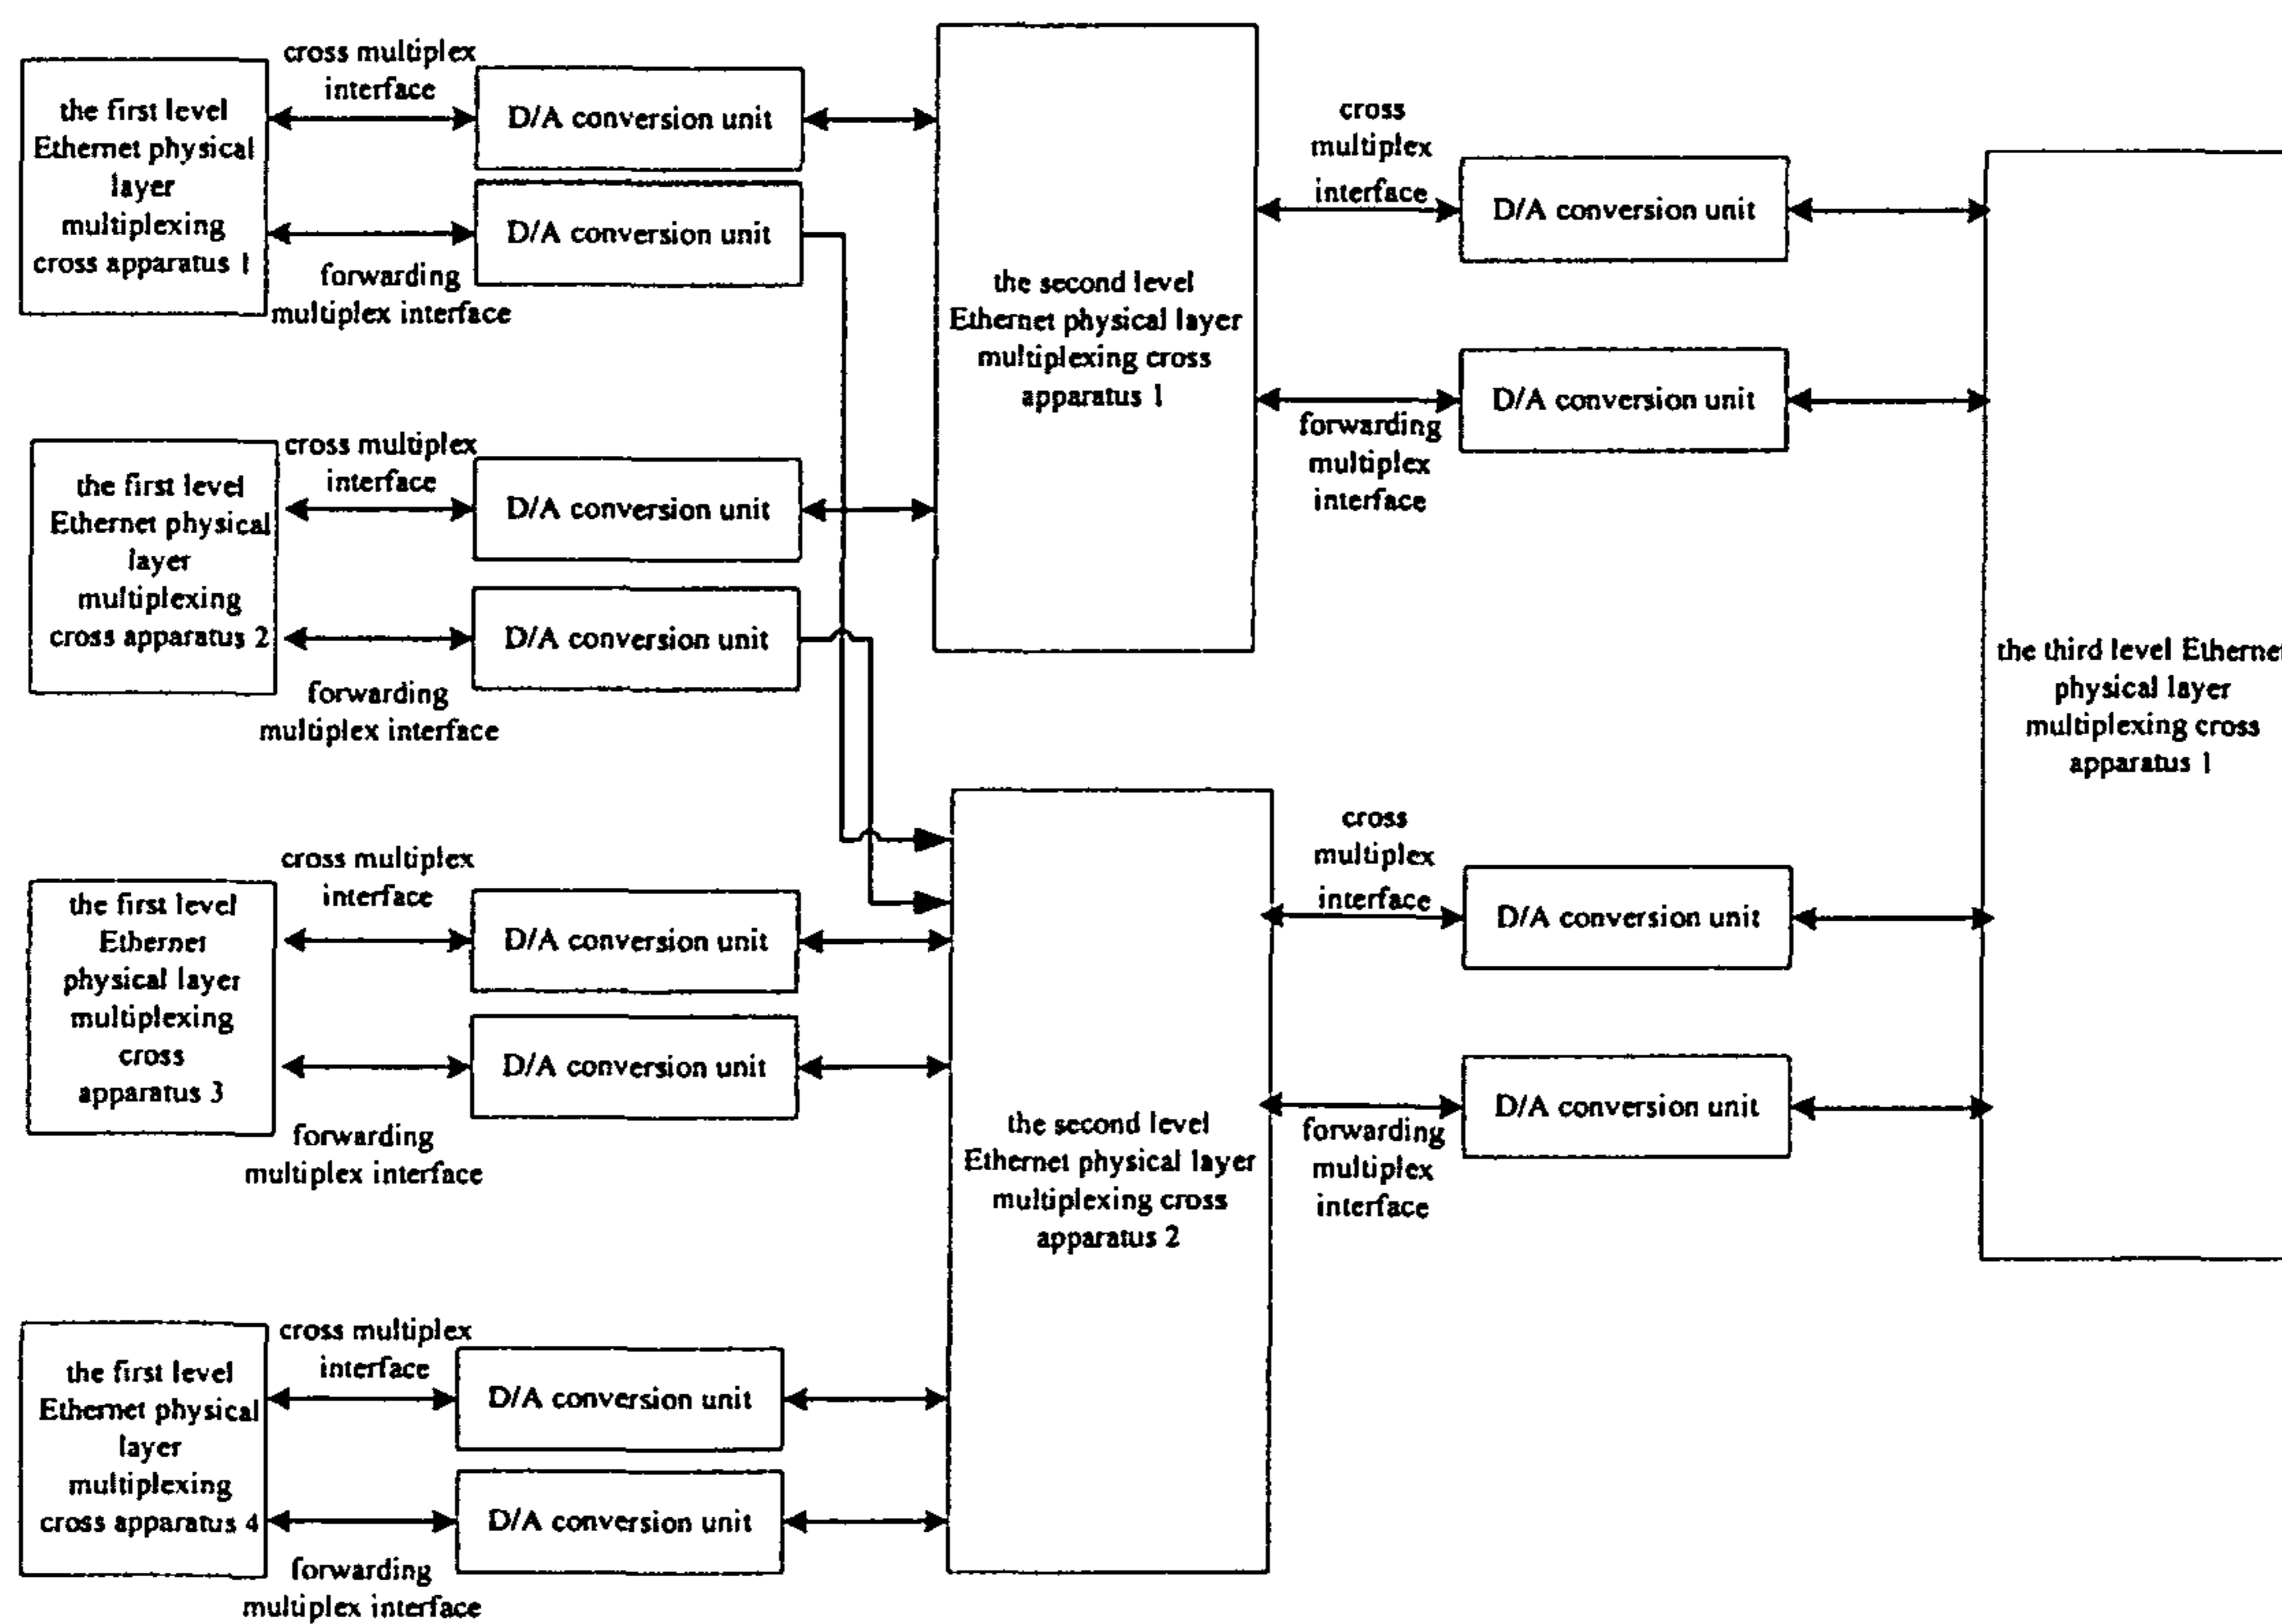 the first level
Ethernet physical
layer
multiplexing
cross apparatus 1
cross multiplex
interface
D/A conversion unit
D/A conversion unit
forwarding
multiplex interface
the first level
Ethernet physical
layer
multiplexing
cross apparatus 2
cross multiplex
interface
D/A conversion unit
D/A conversion unit
forwarding
multiplex interface
the first level
Ethernet
physical layer
multiplexing
cross
apparatus 3
cross multiplex
interface
D/A conversion unit
D/A conversion unit
forwarding
multiplex interface
the first level
Ethernet physical
layer
multiplexing
cross apparatus 4
cross multiplex
interface
D/A conversion unit
D/A conversion unit
forwarding
multiplex interface
the second level
Ethernet physical layer
multiplexing cross
apparatus 1
cross
multiplex
interface
D/A conversion unit
D/A conversion unit
forwarding
multiplex
interface
the second level
Ethernet physical layer
multiplexing cross
apparatus 2
cross
multiplex
interface
D/A conversion unit
D/A conversion unit
forwarding
multiplex
interface
the third level Ethernet
physical layer
multiplexing cross
apparatus 1